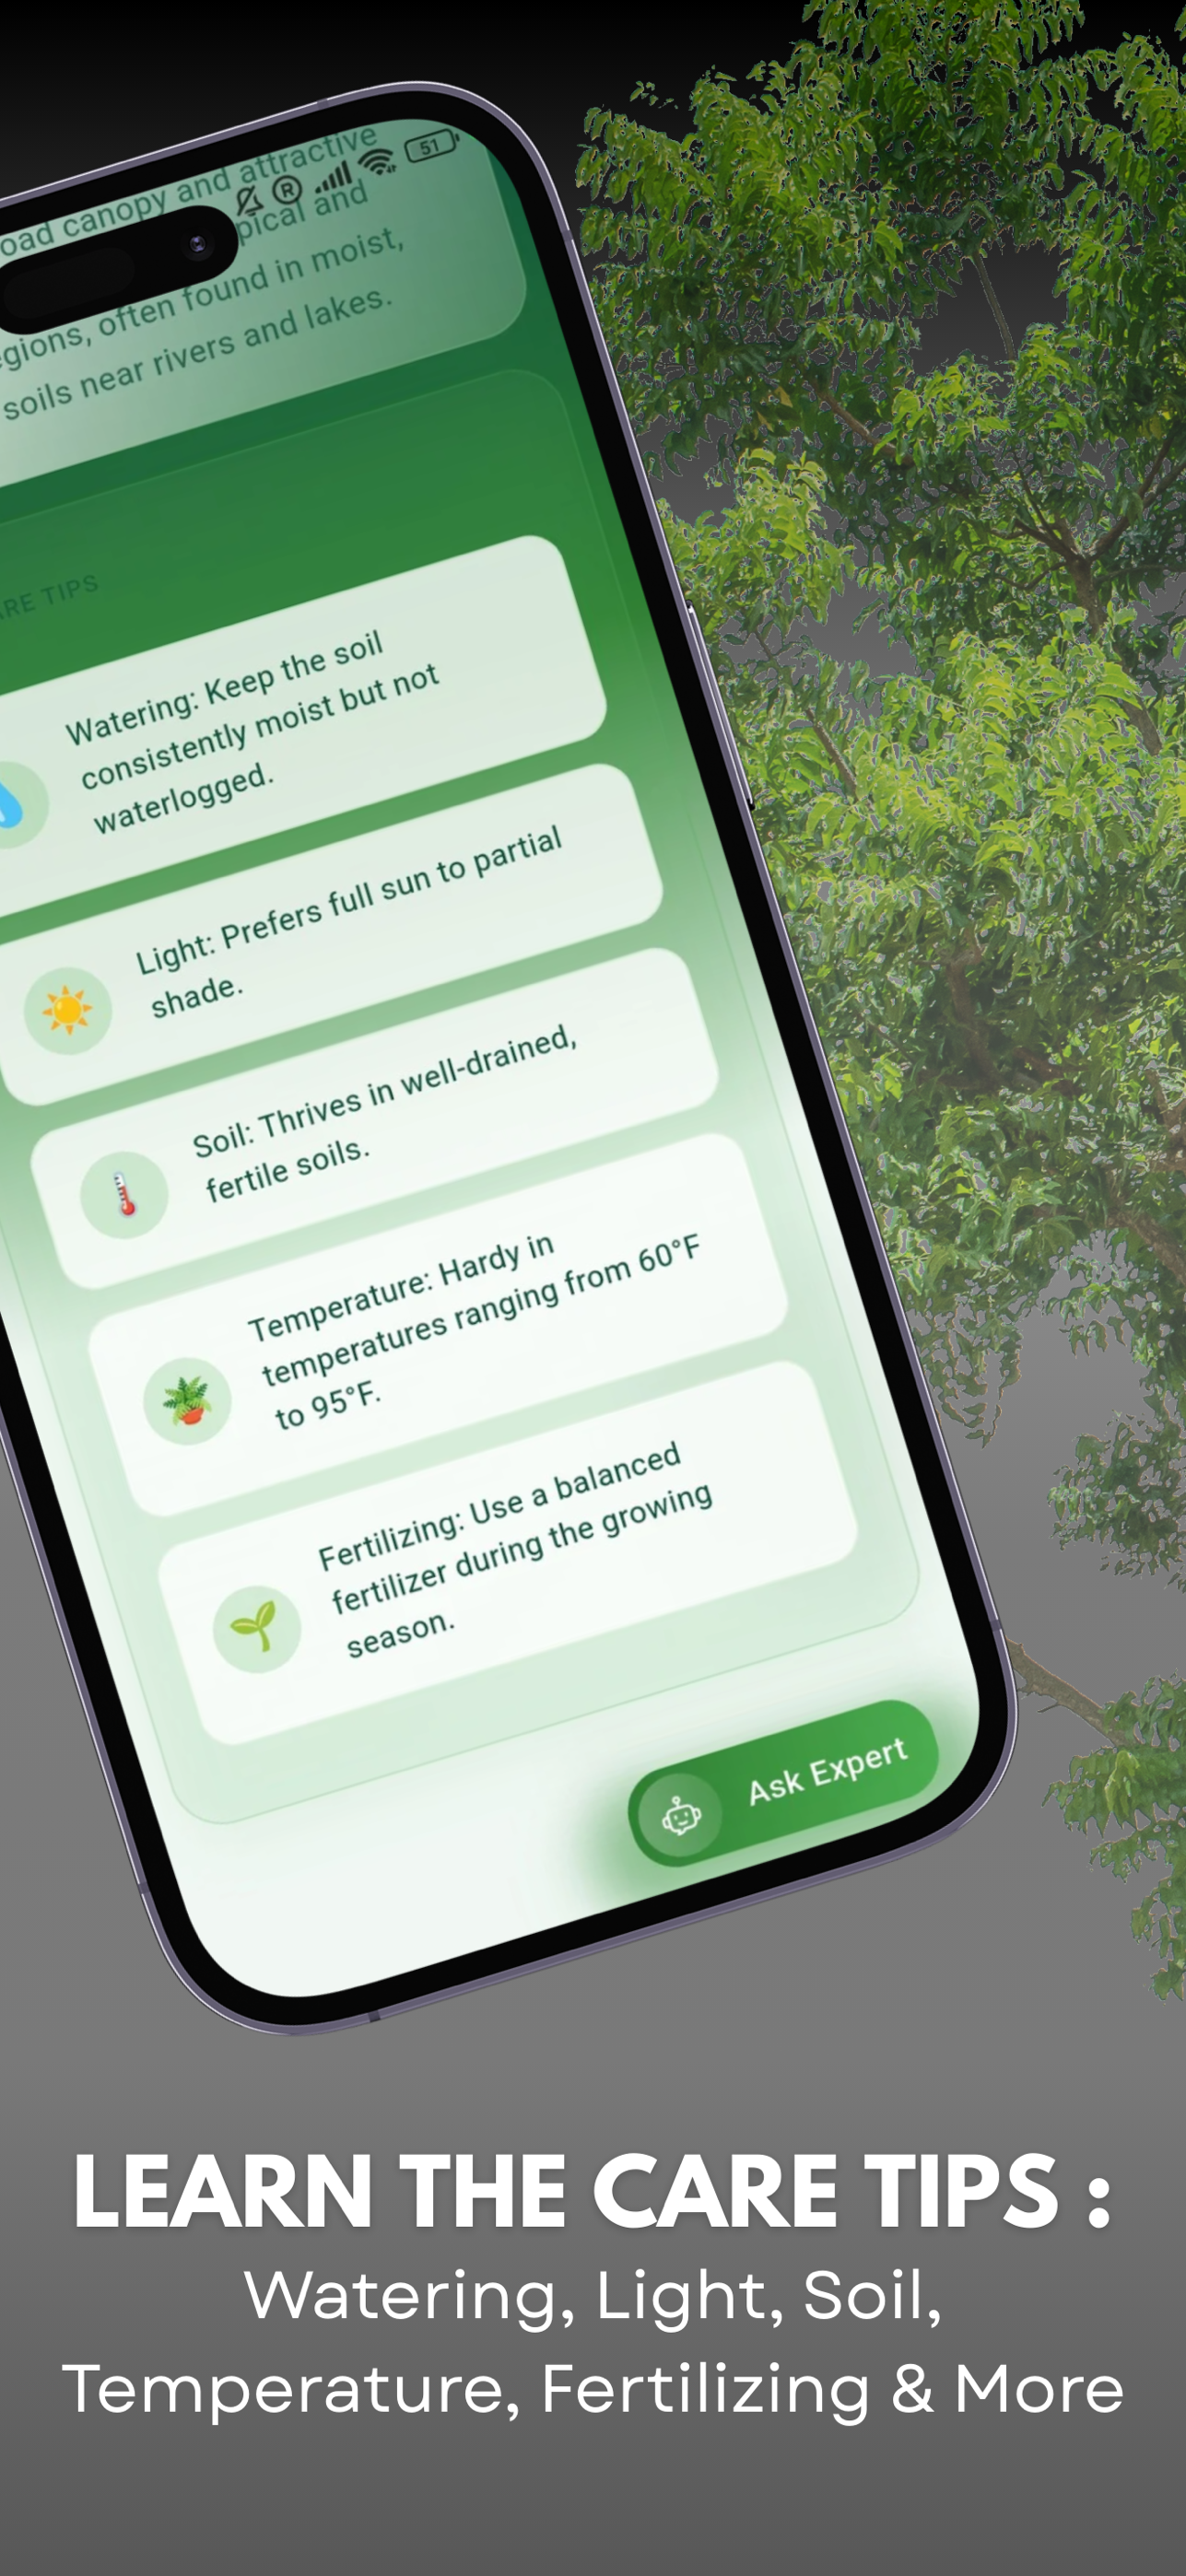 51
road canopy and attractive
R
pical and
egions, often found in moist,
soils near rivers and lakes.
ARE TIPS
Watering: Keep the soil
consistently moist but not
waterlogged.
Light: Prefers full sun to partial
shade.
Soil: Thrives in well-drained,
fertile soils.
Temperature: Hardy in
temperatures ranging from 60°F
to 95°F.
Fertilizing: Use a balanced
fertilizer during the growing
season.
Ask Expert
LEARN THE CARE TIPS :
Watering, Light, Soil,
Temperature, Fertilizing & More